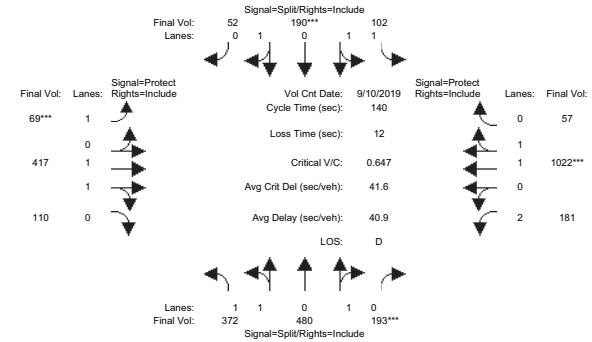 Signal=Split/Rights=Include
Final Vol: 52 190*** 102
Lanes: 0 1 0 1 1
Signal=Protect
Final Vol: Lanes: Rights=Include
Vol Cnt Date: 9/10/2019
Signal=Protect
Rights=Include Lanes: Final Vol:
Cycle Time (sec): 140
69*** 1
0 57
Loss Time (sec): 12
0
1
417 1
Critical V/C: 0.647
1 1022***
1
Avg Crit Del (sec/veh): 41.6
0
110 0
Avg Delay (sec/veh): 40.9
2 181
LOS: D
Lanes: 1 1 0 1 0
Final Vol: 372 480 193***
Signal=Split/Rights=Include